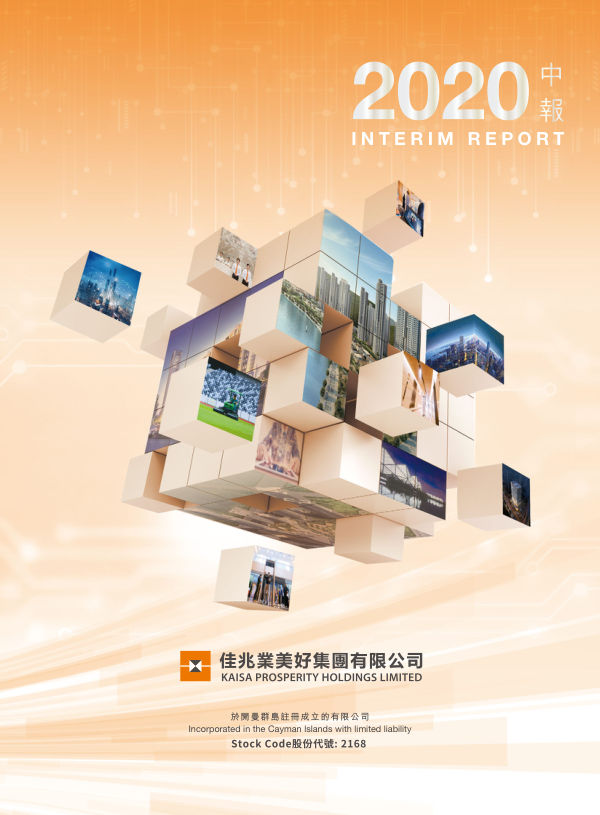 2020 中報
INTERIM REPORT
佳兆業美好集團有限公司
KAISA PROSPERITY HOLDINGS LIMITED
於開曼群島註冊成立的有限公司
Incorporated in the Cayman Islands with limited liability
Stock Code股份代號: 2168